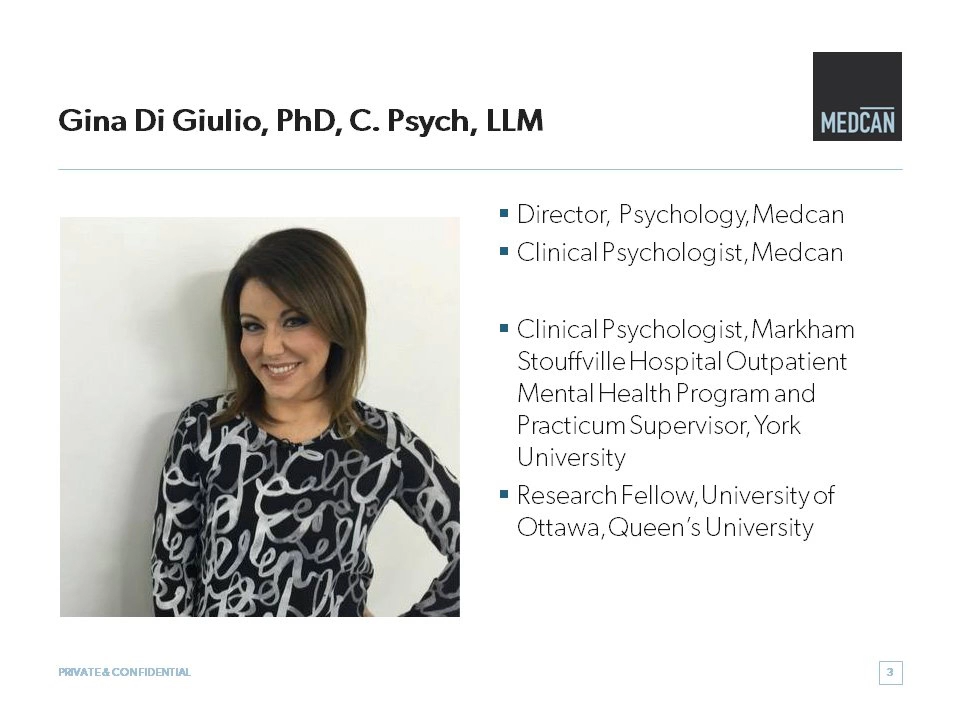 Gina Di Giulio, PhD, C. Psych, LLM
MEDCAN
Director, Psychology, Medcan
Clinical Psychologist, Medcan
Clinical Psychologist, Markham
Stouffville Hospital Outpatient
Mental Health Program and
Practicum Supervisor, York
University
Research Fellow, University of
Ottawa, Queen's University
PRIVATE & CONFIDENTIAL
3